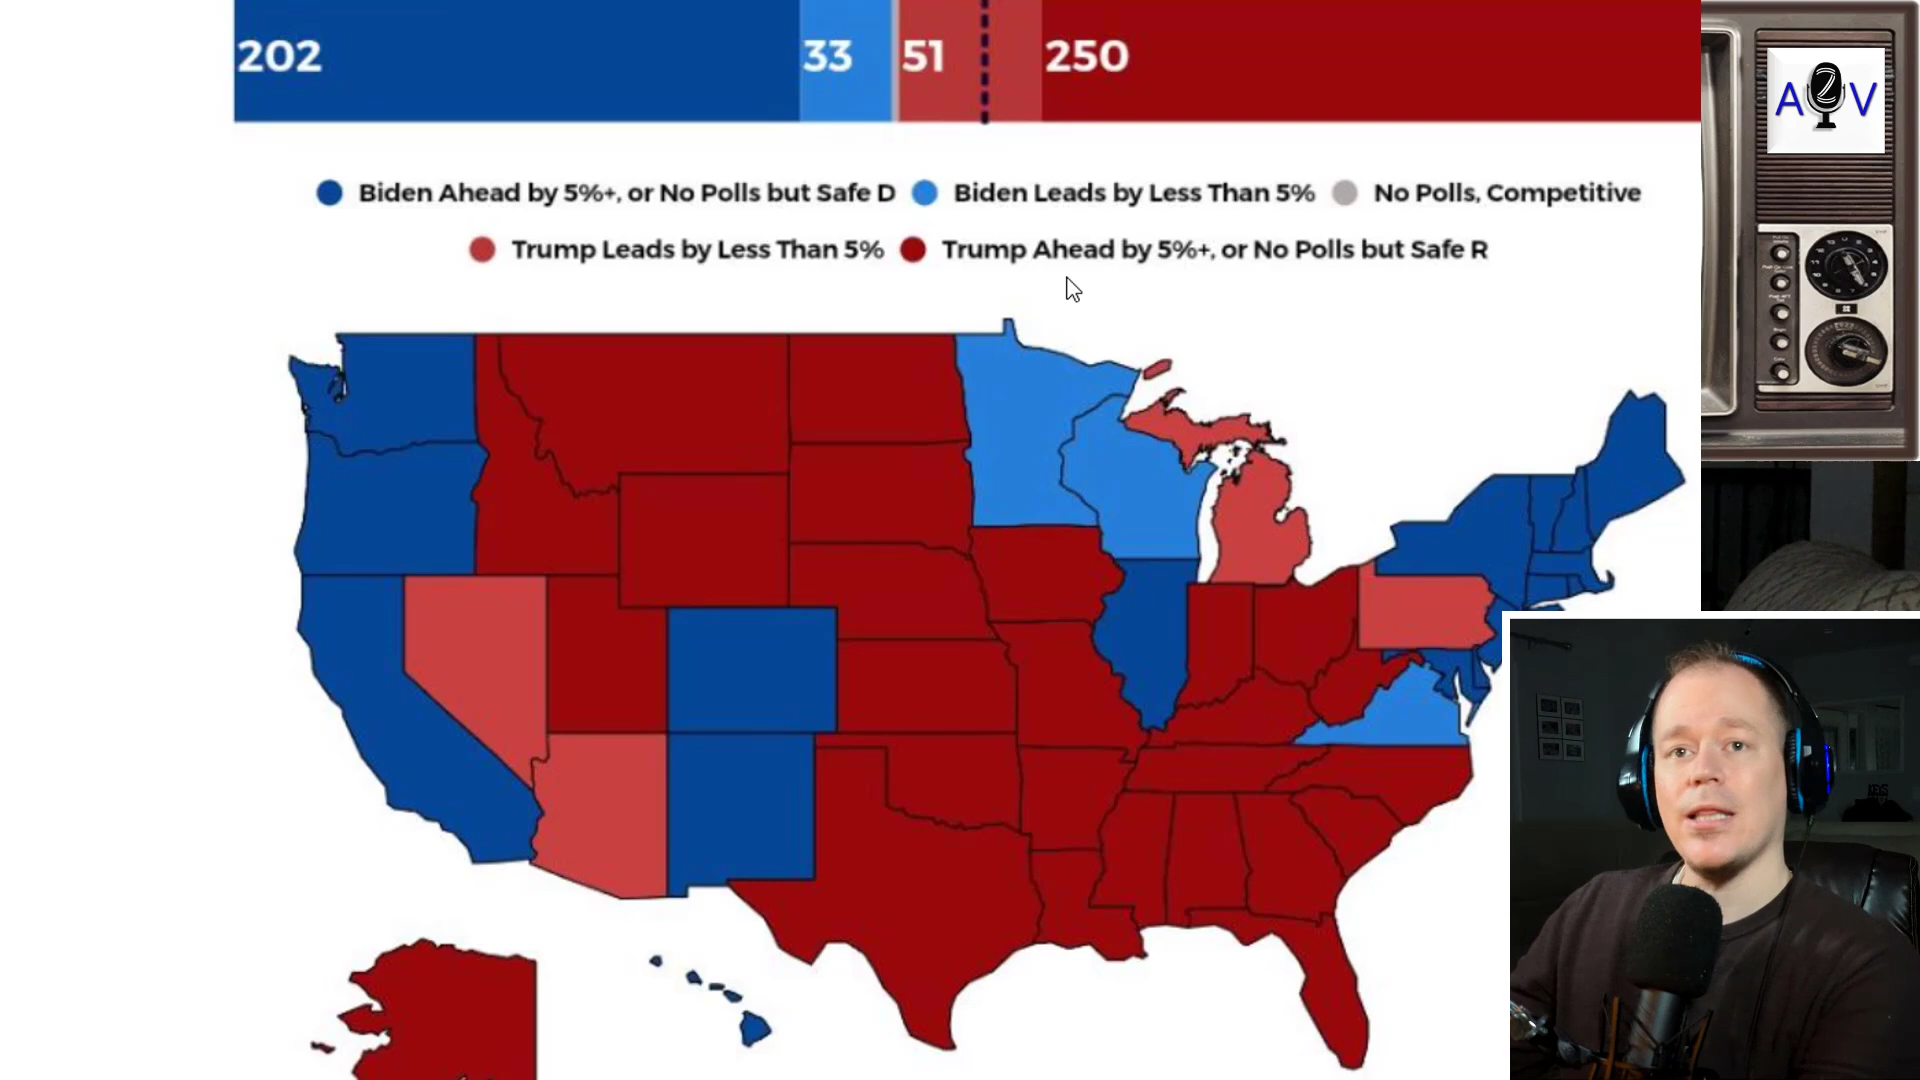 202 33 51 250
Biden Ahead by 5%+, or No Polls but Safe D Biden Leads by Less Than 5% No Polls, Competitive
Trump Leads by Less Than 5% Trump Ahead by 5%+, or No Polls but Safe R
A2V